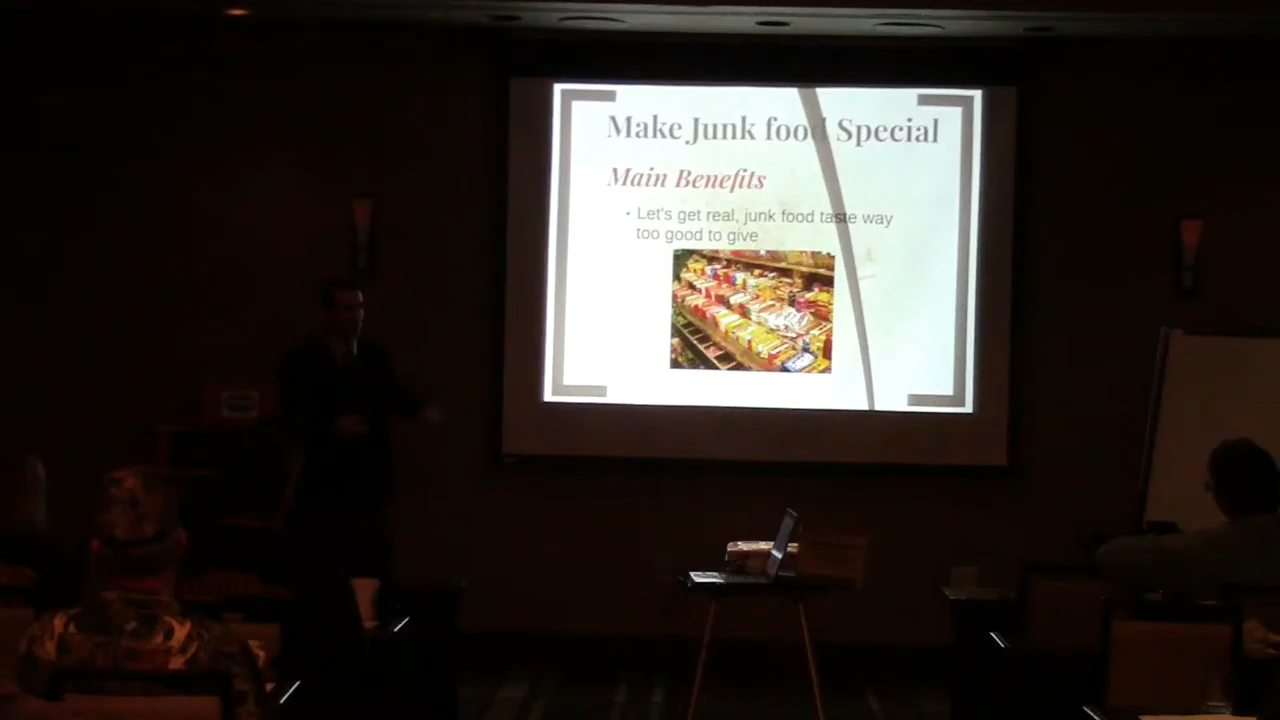 Make Junk food Special
Main Benefits
• Let's get real, junk food taste way
too good to give